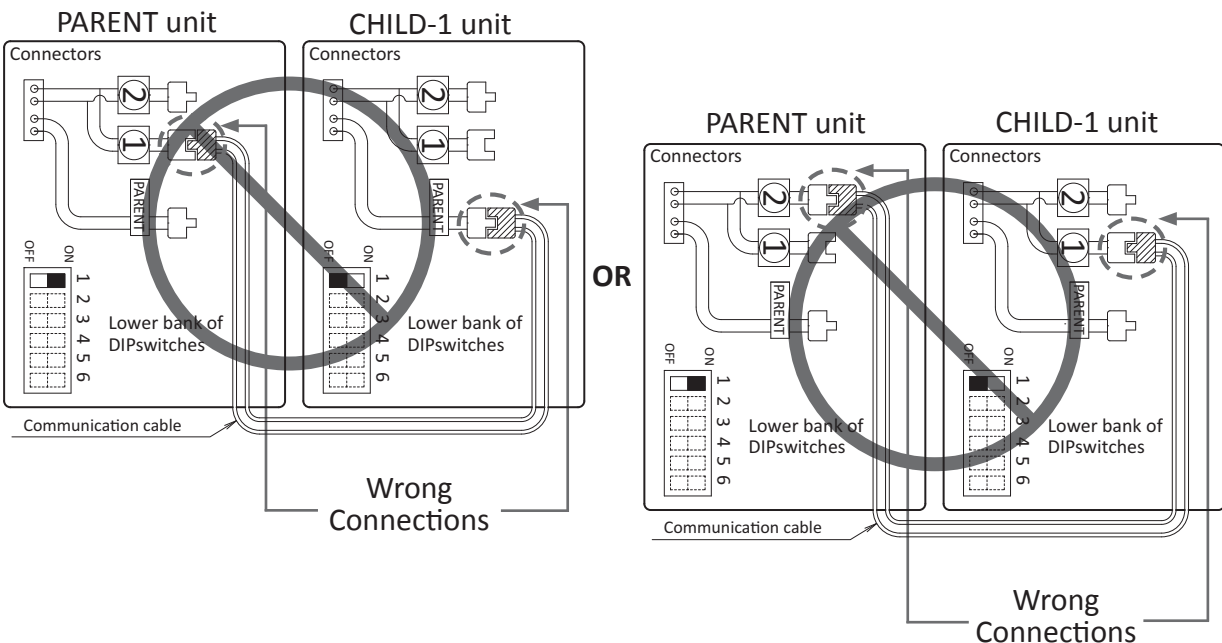 PARENT unit
CHILD-1 unit
Connectors
Connectors
2
2
1
1
PARENT
PARENT
OFF
ON
OFF
ON
1
2
3
4
5
6
1
2
3
4
5
6
Lower bank of
DIPswitches
Lower bank of
DIPswitches
Communication cable
Wrong
Connections
OR
PARENT unit
CHILD-1 unit
Connectors
Connectors
2
2
1
1
PARENT
PARENT
OFF
ON
OFF
ON
1
2
3
4
5
6
1
2
3
4
5
6
Lower bank of
DIPswitches
Lower bank of
DIPswitches
Communication cable
Wrong
Connections